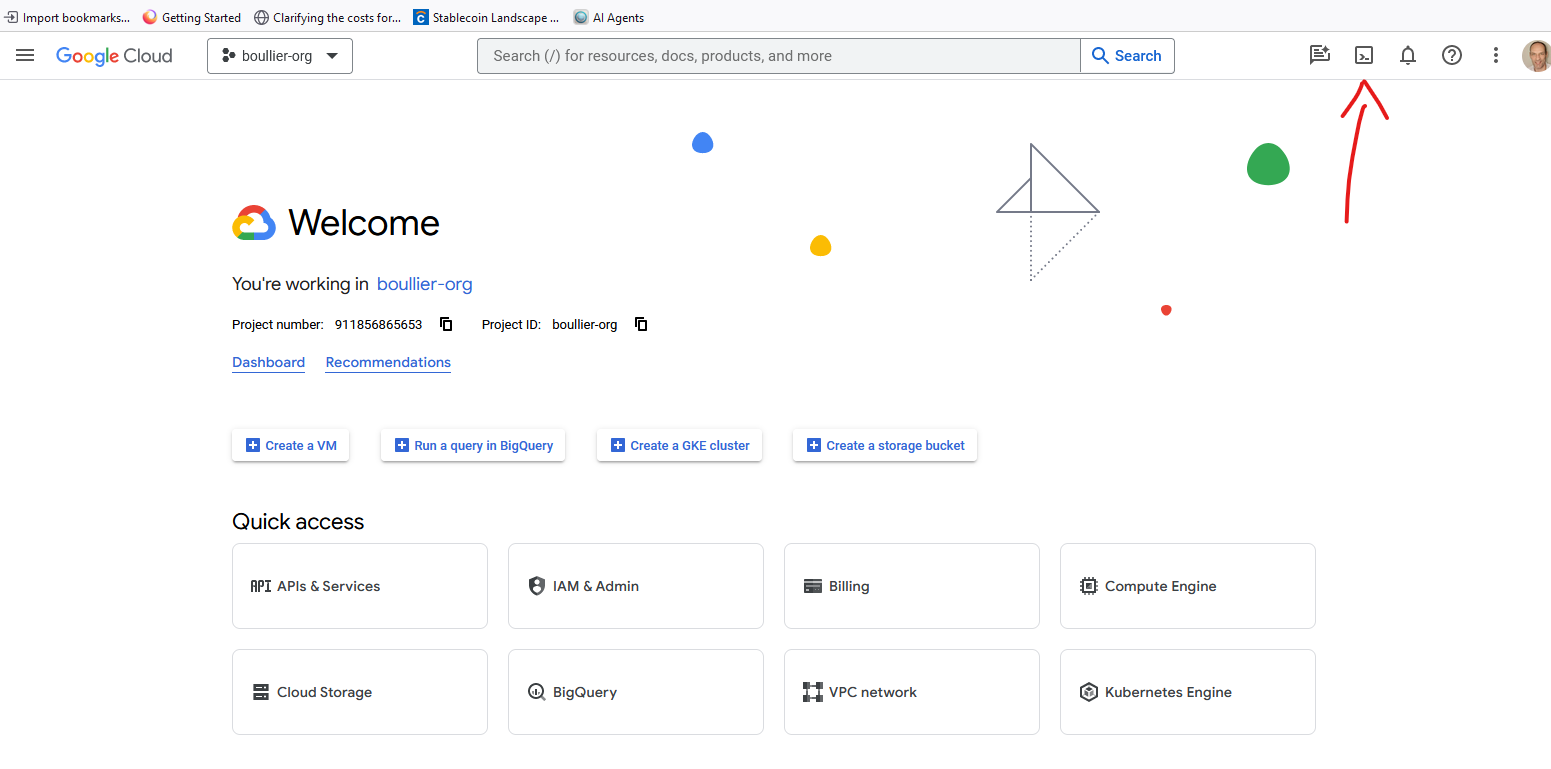 Import bookmarks... Getting Started Clarifying the costs for... Stablecoin Landscape ... AI Agents
Google Cloud boullier-org Search (/) for resources, docs, products, and more Search
Welcome
You're working in boullier-org
Project number: 911856865653 Project ID: boullier-org
Dashboard Recommendations
Create a VM Run a query in BigQuery Create a GKE cluster Create a storage bucket
Quick access
API APIs & Services IAM & Admin Billing Compute Engine
Cloud Storage BigQuery VPC network Kubernetes Engine